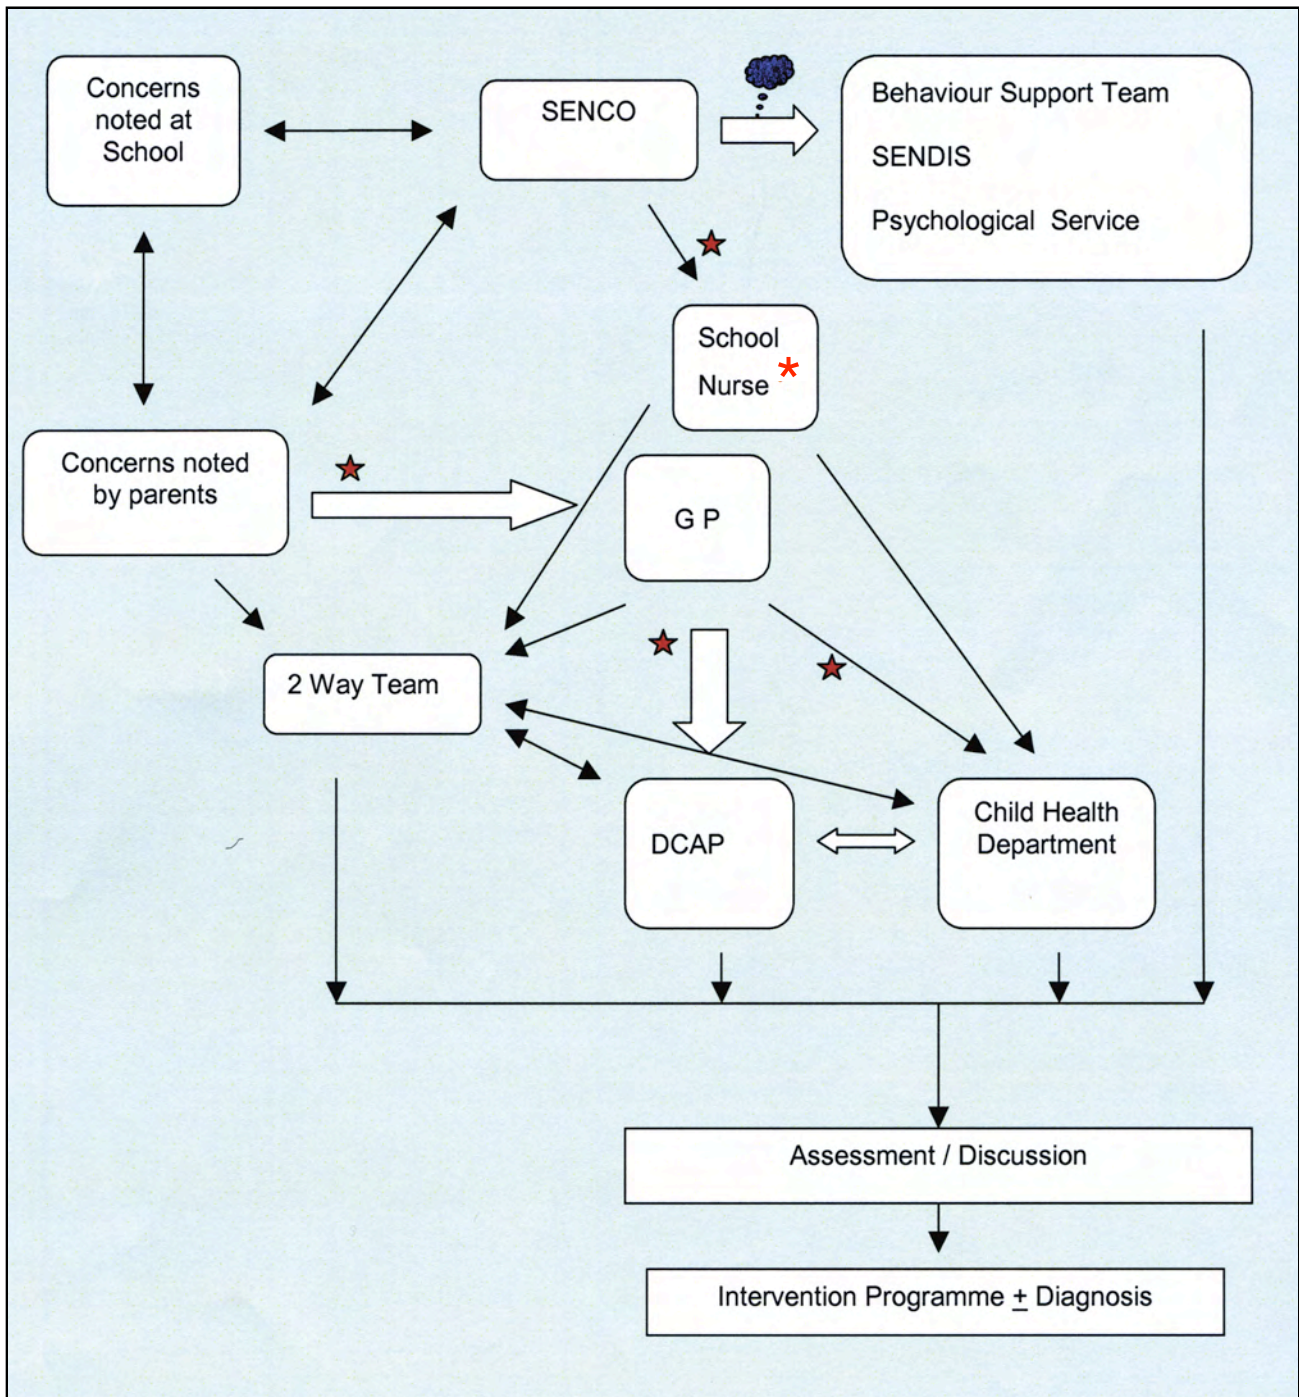 Concerns
noted at
School
SENCO
Behaviour Support Team
SENDIS
Psychological Service
School
Nurse *
Concerns noted
by parents
G P
2 Way Team
DCAP
Child Health
Department
Assessment / Discussion
Intervention Programme ± Diagnosis